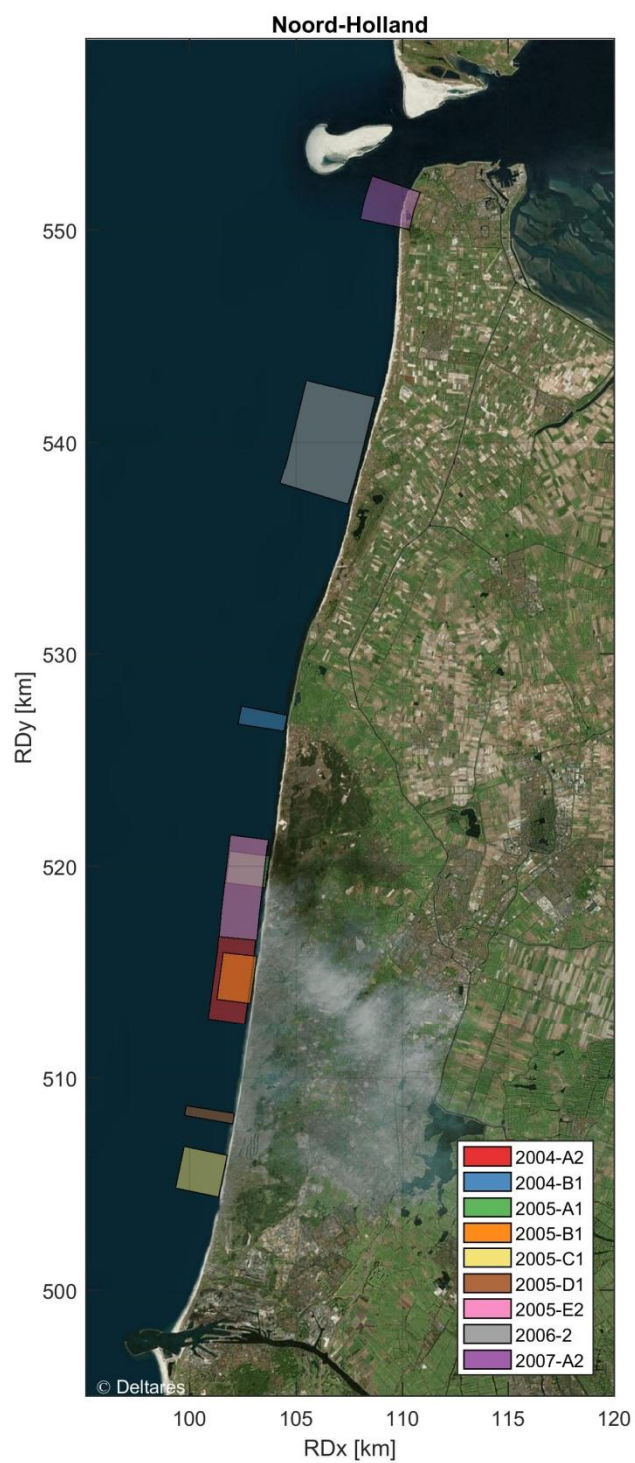 Noord-Holland
550
540
530
520
510
500
RDy [km]
2004-A2
2004-B1
2005-A1
2005-B1
2005-C1
2005-D1
2005-E2
2006-2
2007-A2
© Deltares
100
105
110
115
120
RDx [km]